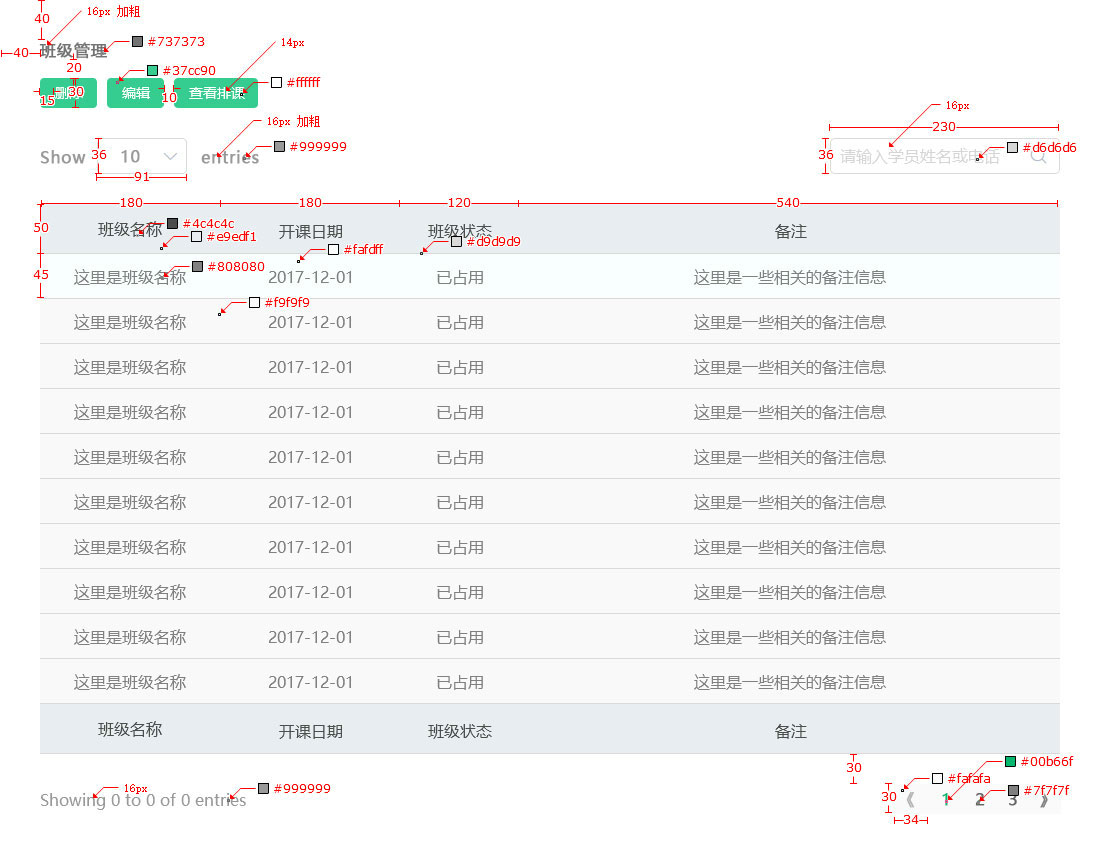 40
16px 加粗
40 班级管理 #737373
14px
20
#37cc90
#ffffff
15 删除 30 编辑 10 查看排课
16px 加粗
16px
230
Show 36 10 entries #999999
91
36 请输入学员姓名或电话 #d6d6d6
180 180 120 540
50 班级名称 #4c4c4c 开课日期 班级状态 备注
#e9edf1 #d9d9d9
#fafdff
45 这里是班级名称 #808080 2017-12-01 已占用 这里是一些相关的备注信息
#f9f9f9
这里是班级名称 2017-12-01 已占用 这里是一些相关的备注信息
这里是班级名称 2017-12-01 已占用 这里是一些相关的备注信息
这里是班级名称 2017-12-01 已占用 这里是一些相关的备注信息
这里是班级名称 2017-12-01 已占用 这里是一些相关的备注信息
这里是班级名称 2017-12-01 已占用 这里是一些相关的备注信息
这里是班级名称 2017-12-01 已占用 这里是一些相关的备注信息
这里是班级名称 2017-12-01 已占用 这里是一些相关的备注信息
这里是班级名称 2017-12-01 已占用 这里是一些相关的备注信息
这里是班级名称 2017-12-01 已占用 这里是一些相关的备注信息
班级名称 开课日期 班级状态 备注
30 #00b66f
#fafafa
16px #999999 #7f7f7f
Showing 0 to 0 of 0 entries 30 《 1 2 3 》
34